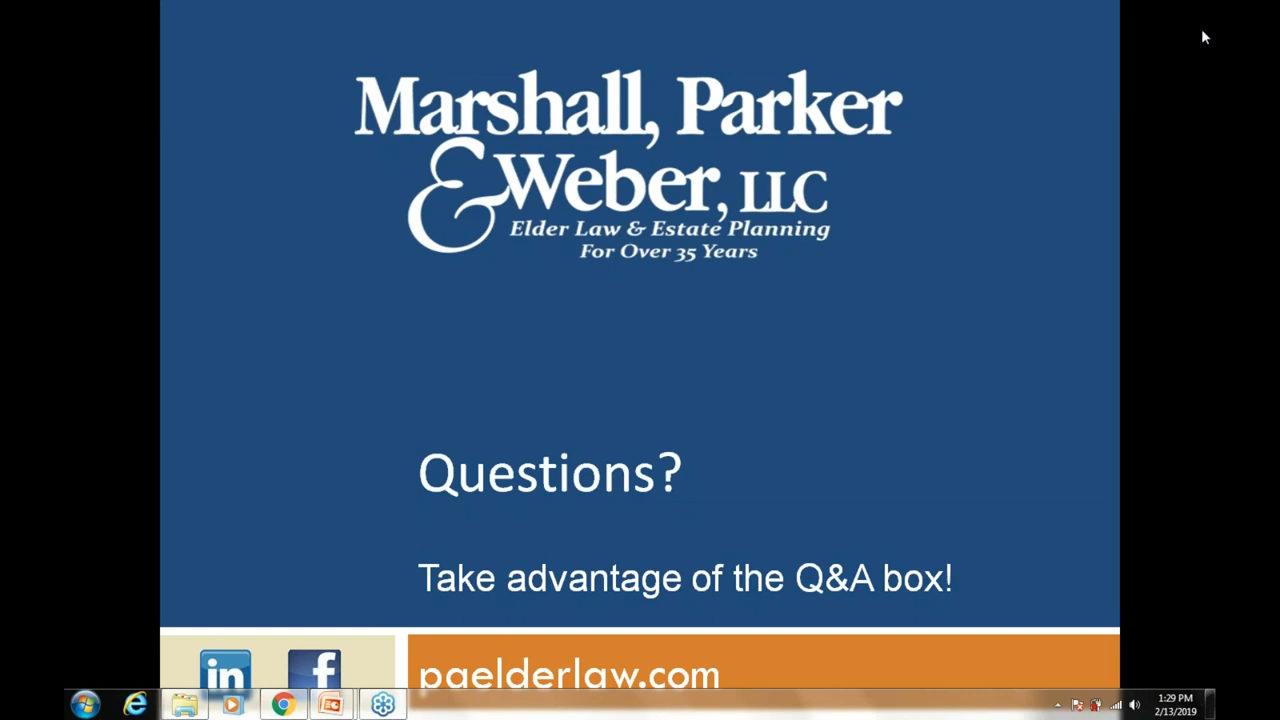 Marshall, Parker
& Weber, LLC
Elder Law & Estate Planning
For Over 35 Years
Questions?
Take advantage of the Q&A box!
in f
paelderlaw.com
1:29 PM
2/13/2019